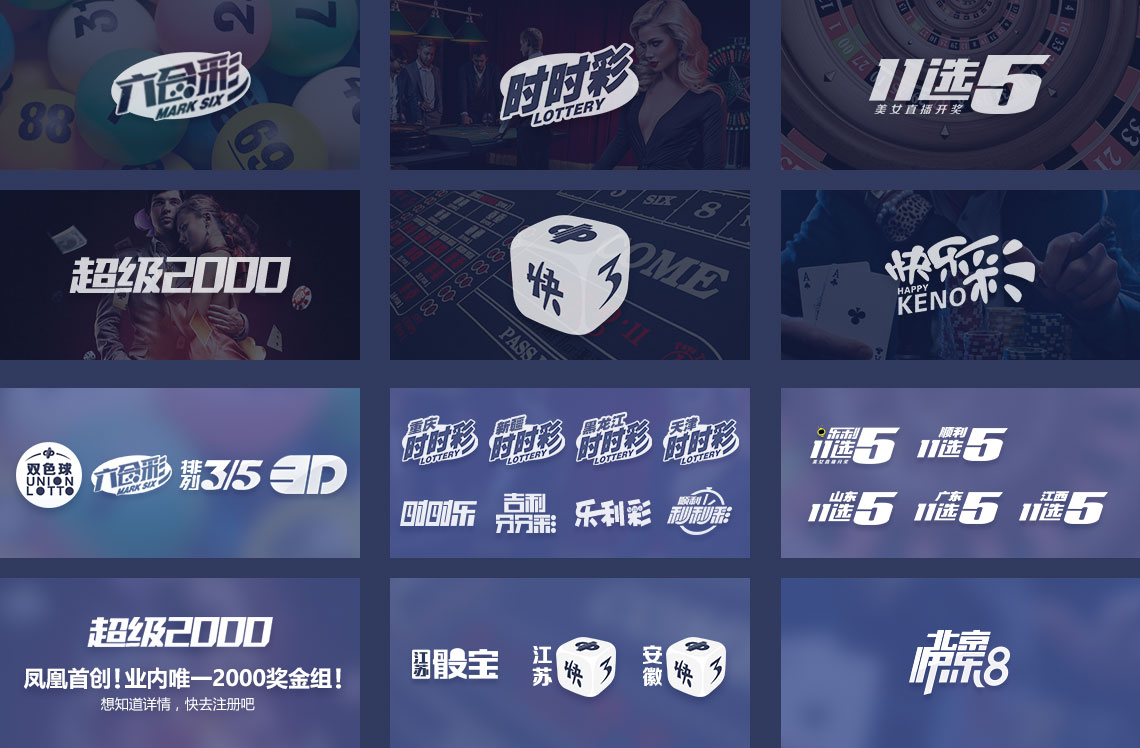 六合彩
MARK SIX
时时彩
LOTTERY
11选5
美女直播开奖
超级2000
快3
快乐彩
HAPPY
KENO
双色球
UNION
LOTTO
六合彩
MARK SIX
排列3/5
3D
重庆
时时彩
LOTTERY
新疆
时时彩
LOTTERY
黑龙江
时时彩
LOTTERY
天津
时时彩
LOTTERY
时时乐
吉利
分分彩
乐利彩
顺利
秒秒彩
乐利
11选5
美女直播开奖
顺利
11选5
山东
11选5
广东
11选5
江西
11选5
超级2000
凤凰首创！业内唯一2000奖金组！
想知道详情，快去注册吧
江苏
骰宝
江苏
快3
安徽
快3
北京
快乐8